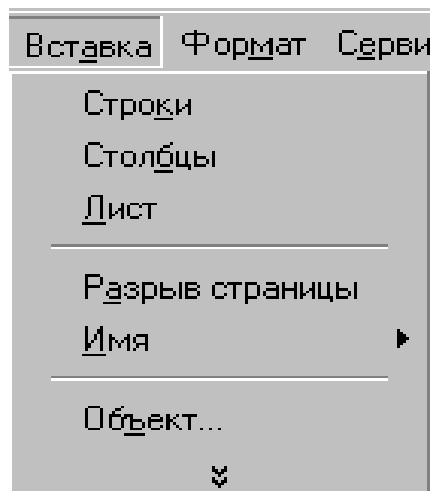 Вставка Формат Серви
Строки
Столбцы
Лист
Разрыв страницы
Имя
Объект...